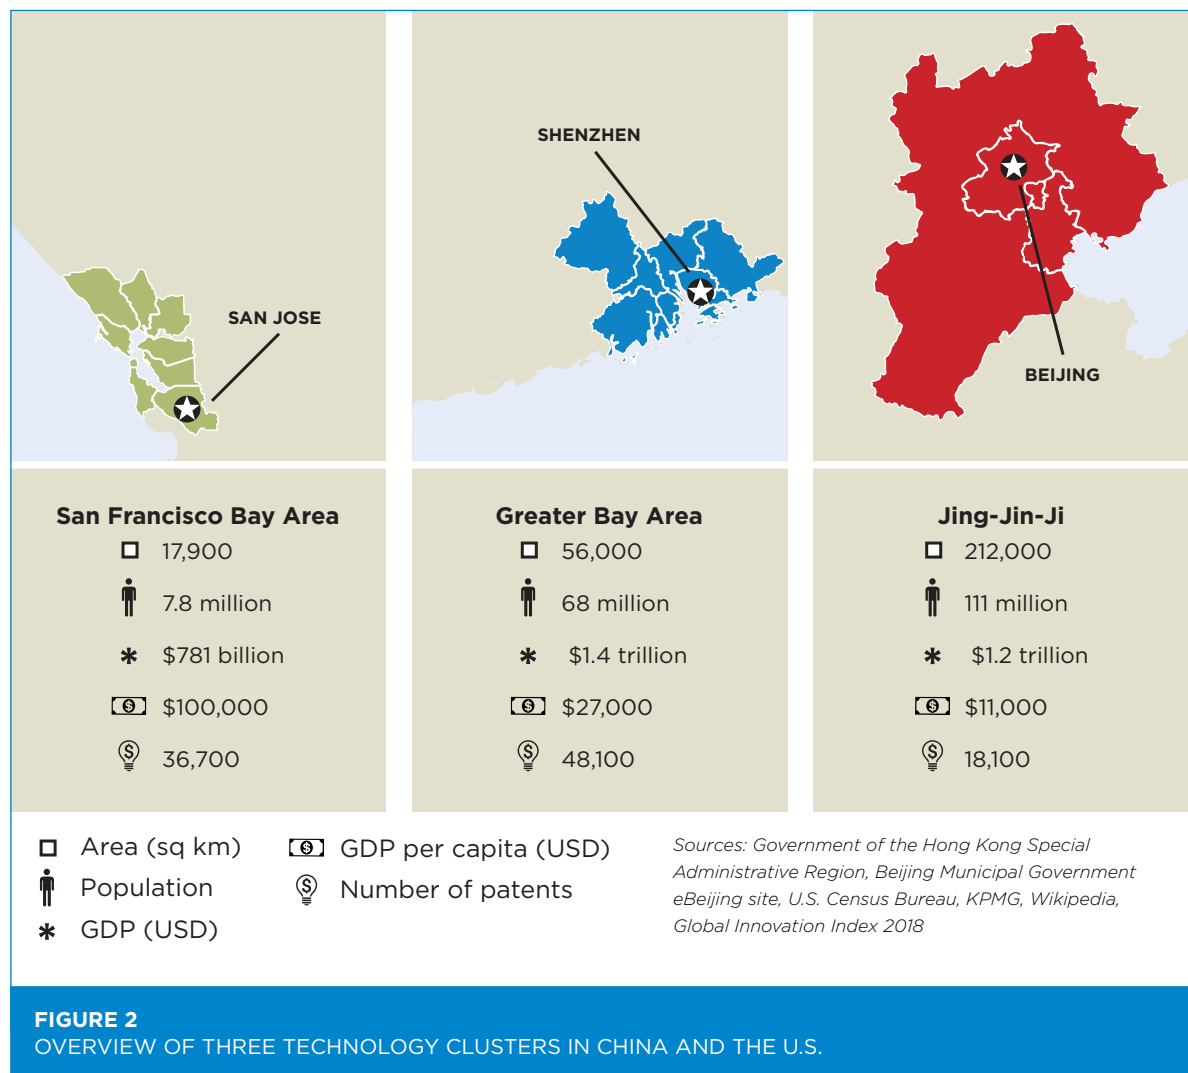 SAN JOSE
SHENZHEN
BEIJING
San Francisco Bay Area
17,900
7.8 million
$781 billion
$100,000
36,700
Greater Bay Area
56,000
68 million
$1.4 trillion
$27,000
48,100
Jing-Jin-Ji
212,000
111 million
$1.2 trillion
$11,000
18,100
Area (sq km)
Population
GDP (USD)
GDP per capita (USD)
Number of patents
Sources: Government of the Hong Kong Special
Administrative Region, Beijing Municipal Government
eBeijing site, U.S. Census Bureau, KPMG, Wikipedia,
Global Innovation Index 2018
FIGURE 2
OVERVIEW OF THREE TECHNOLOGY CLUSTERS IN CHINA AND THE U.S.